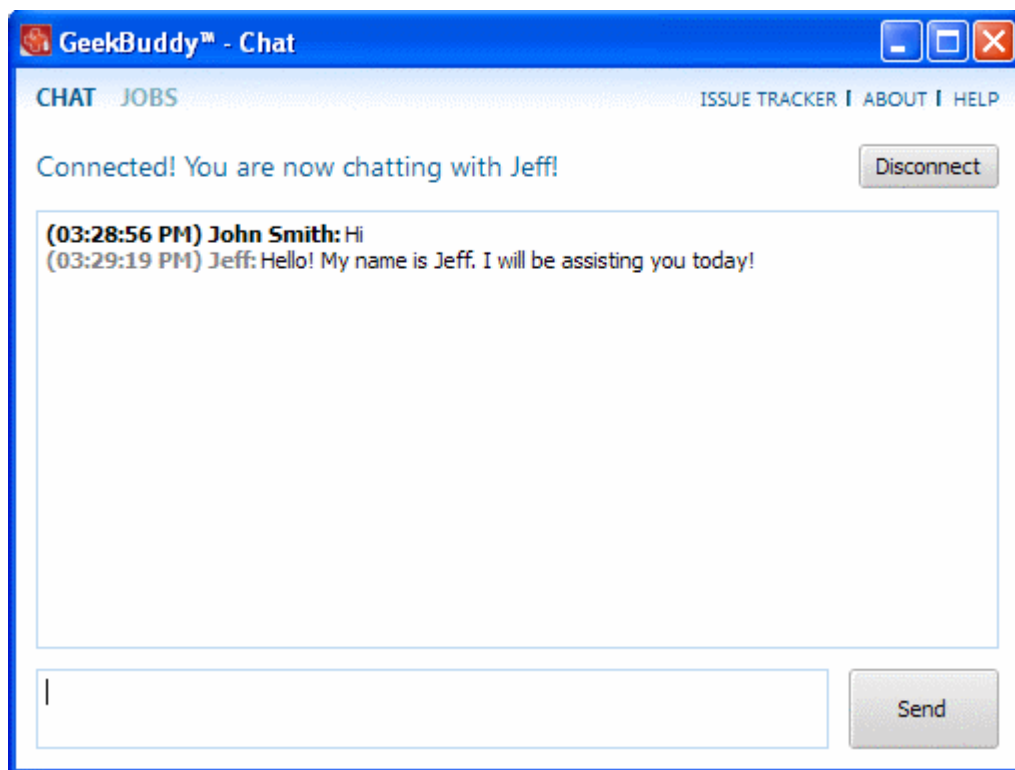 GeekBuddy™ - Chat
CHAT JOBS
ISSUE TRACKER | ABOUT | HELP
Connected! You are now chatting with Jeff!
Disconnect
(03:28:56 PM) John Smith: Hi
(03:29:19 PM) Jeff: Hello! My name is Jeff. I will be assisting you today!
Send